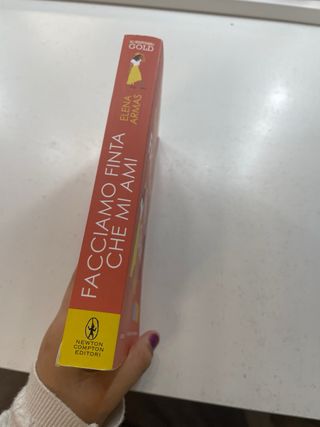 GOLD
ELENA
ARMAS
FACCIAMO FINTA
CHE MI AMI
NEWTON
COMPTON
EDITORI